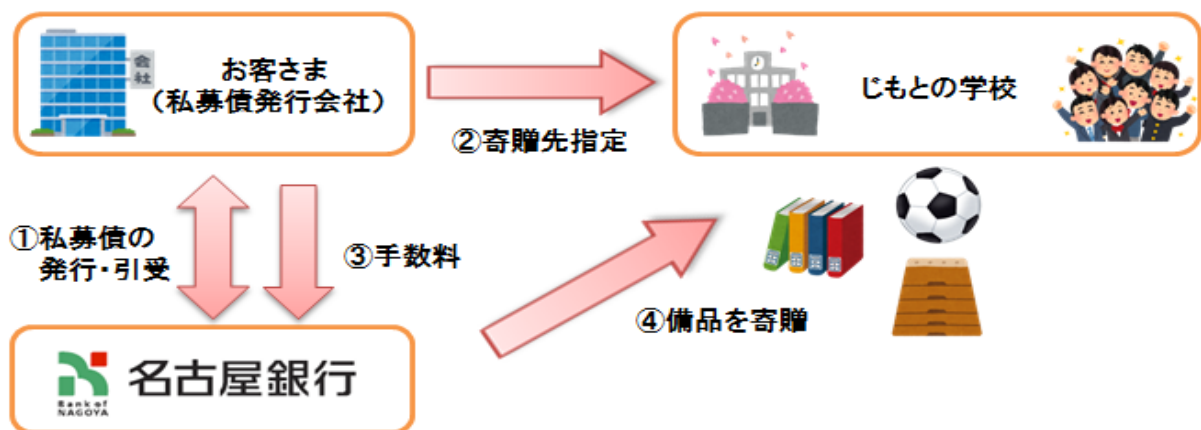 会社
お客さま
（私募債発行会社）
じもとの学校
②寄贈先指定
①私募債の
発行・引受
③手数料
④備品を寄贈
名古屋銀行
Bank of
NAGOYA